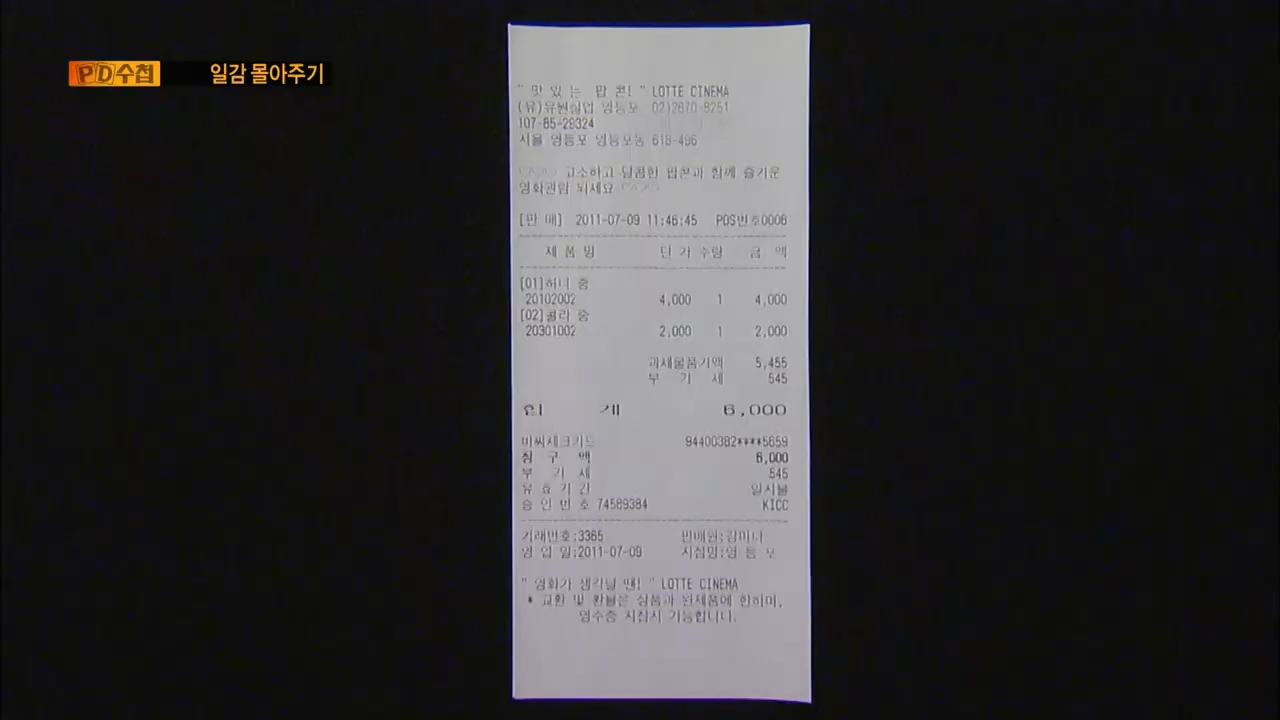 PD수첩 일감 몰아주기
" 맛 있 는 팝 콘! " LOTTE CINEMA
(유)유원실업 영등포 02)2670-8251
107-85-29324
서울 영등포 영등포동 618-496
고소하고 달콤한 팝콘과 함께 즐거운
영화관람 되세요
[판 매] 2011-07-09 11:46:45 POS번호0006
제 품 명 단 가 수량 금 액
[01]허니 중
20102002 4,000 1 4,000
[02]콜라 중
20301002 2,000 1 2,000
과세물품가액 5,455
부 가 세 545
합 계 6,000
비씨체크카드 94400382****5659
청 구 액 6,000
부 가 세 545
유 효 기 간 일시불
승 인 번 호 74589384 KICC
거래번호:3365 판매원:강미나
영 업 일:2011-07-09 지점명:영 등 포
" 영화가 생각날 땐! " LOTTE CINEMA
* 교환 및 환불은 상품과 원제품에 한하며,
영수증 지참시 가능합니다.